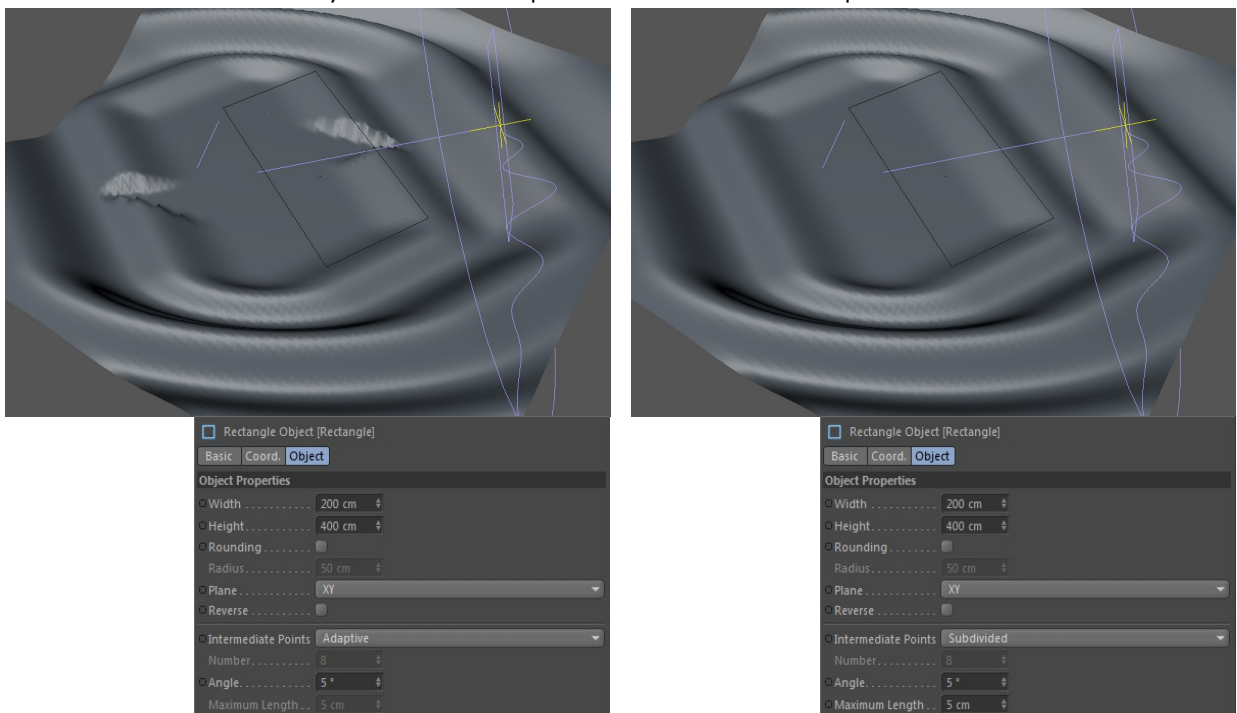 Rectangle Object [Rectangle]
Basic Coord. Object
Object Properties
Width . . . . . . . . . . . 200 cm
Height. . . . . . . . . . . 400 cm
Rounding . . . . . . . .
Radius. . . . . . . . . . . 50 cm
Plane . . . . . . . . . . . . XY
Reverse . . . . . . . . . .
Intermediate Points Adaptive
Number. . . . . . . . . . 8
Angle. . . . . . . . . . . . 5 °
Maximum Length . . 5 cm
Rectangle Object [Rectangle]
Basic Coord. Object
Object Properties
Width . . . . . . . . . . . 200 cm
Height. . . . . . . . . . . 400 cm
Rounding . . . . . . . .
Radius. . . . . . . . . . . 50 cm
Plane . . . . . . . . . . . . XY
Reverse . . . . . . . . . .
Intermediate Points Subdivided
Number. . . . . . . . . . 8
Angle. . . . . . . . . . . . 5 °
Maximum Length . . 5 cm